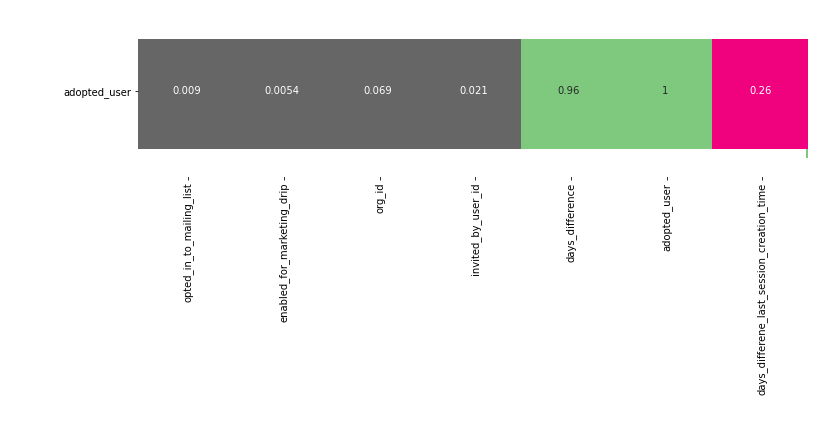 adopted_user
0.009 0.0054 0.069 0.021 0.96 1 0.26
opted_in_to_mailing_list
enabled_for_marketing_drip
org_id
invited_by_user_id
days_difference
adopted_user
days_differene_last_session_creation_time